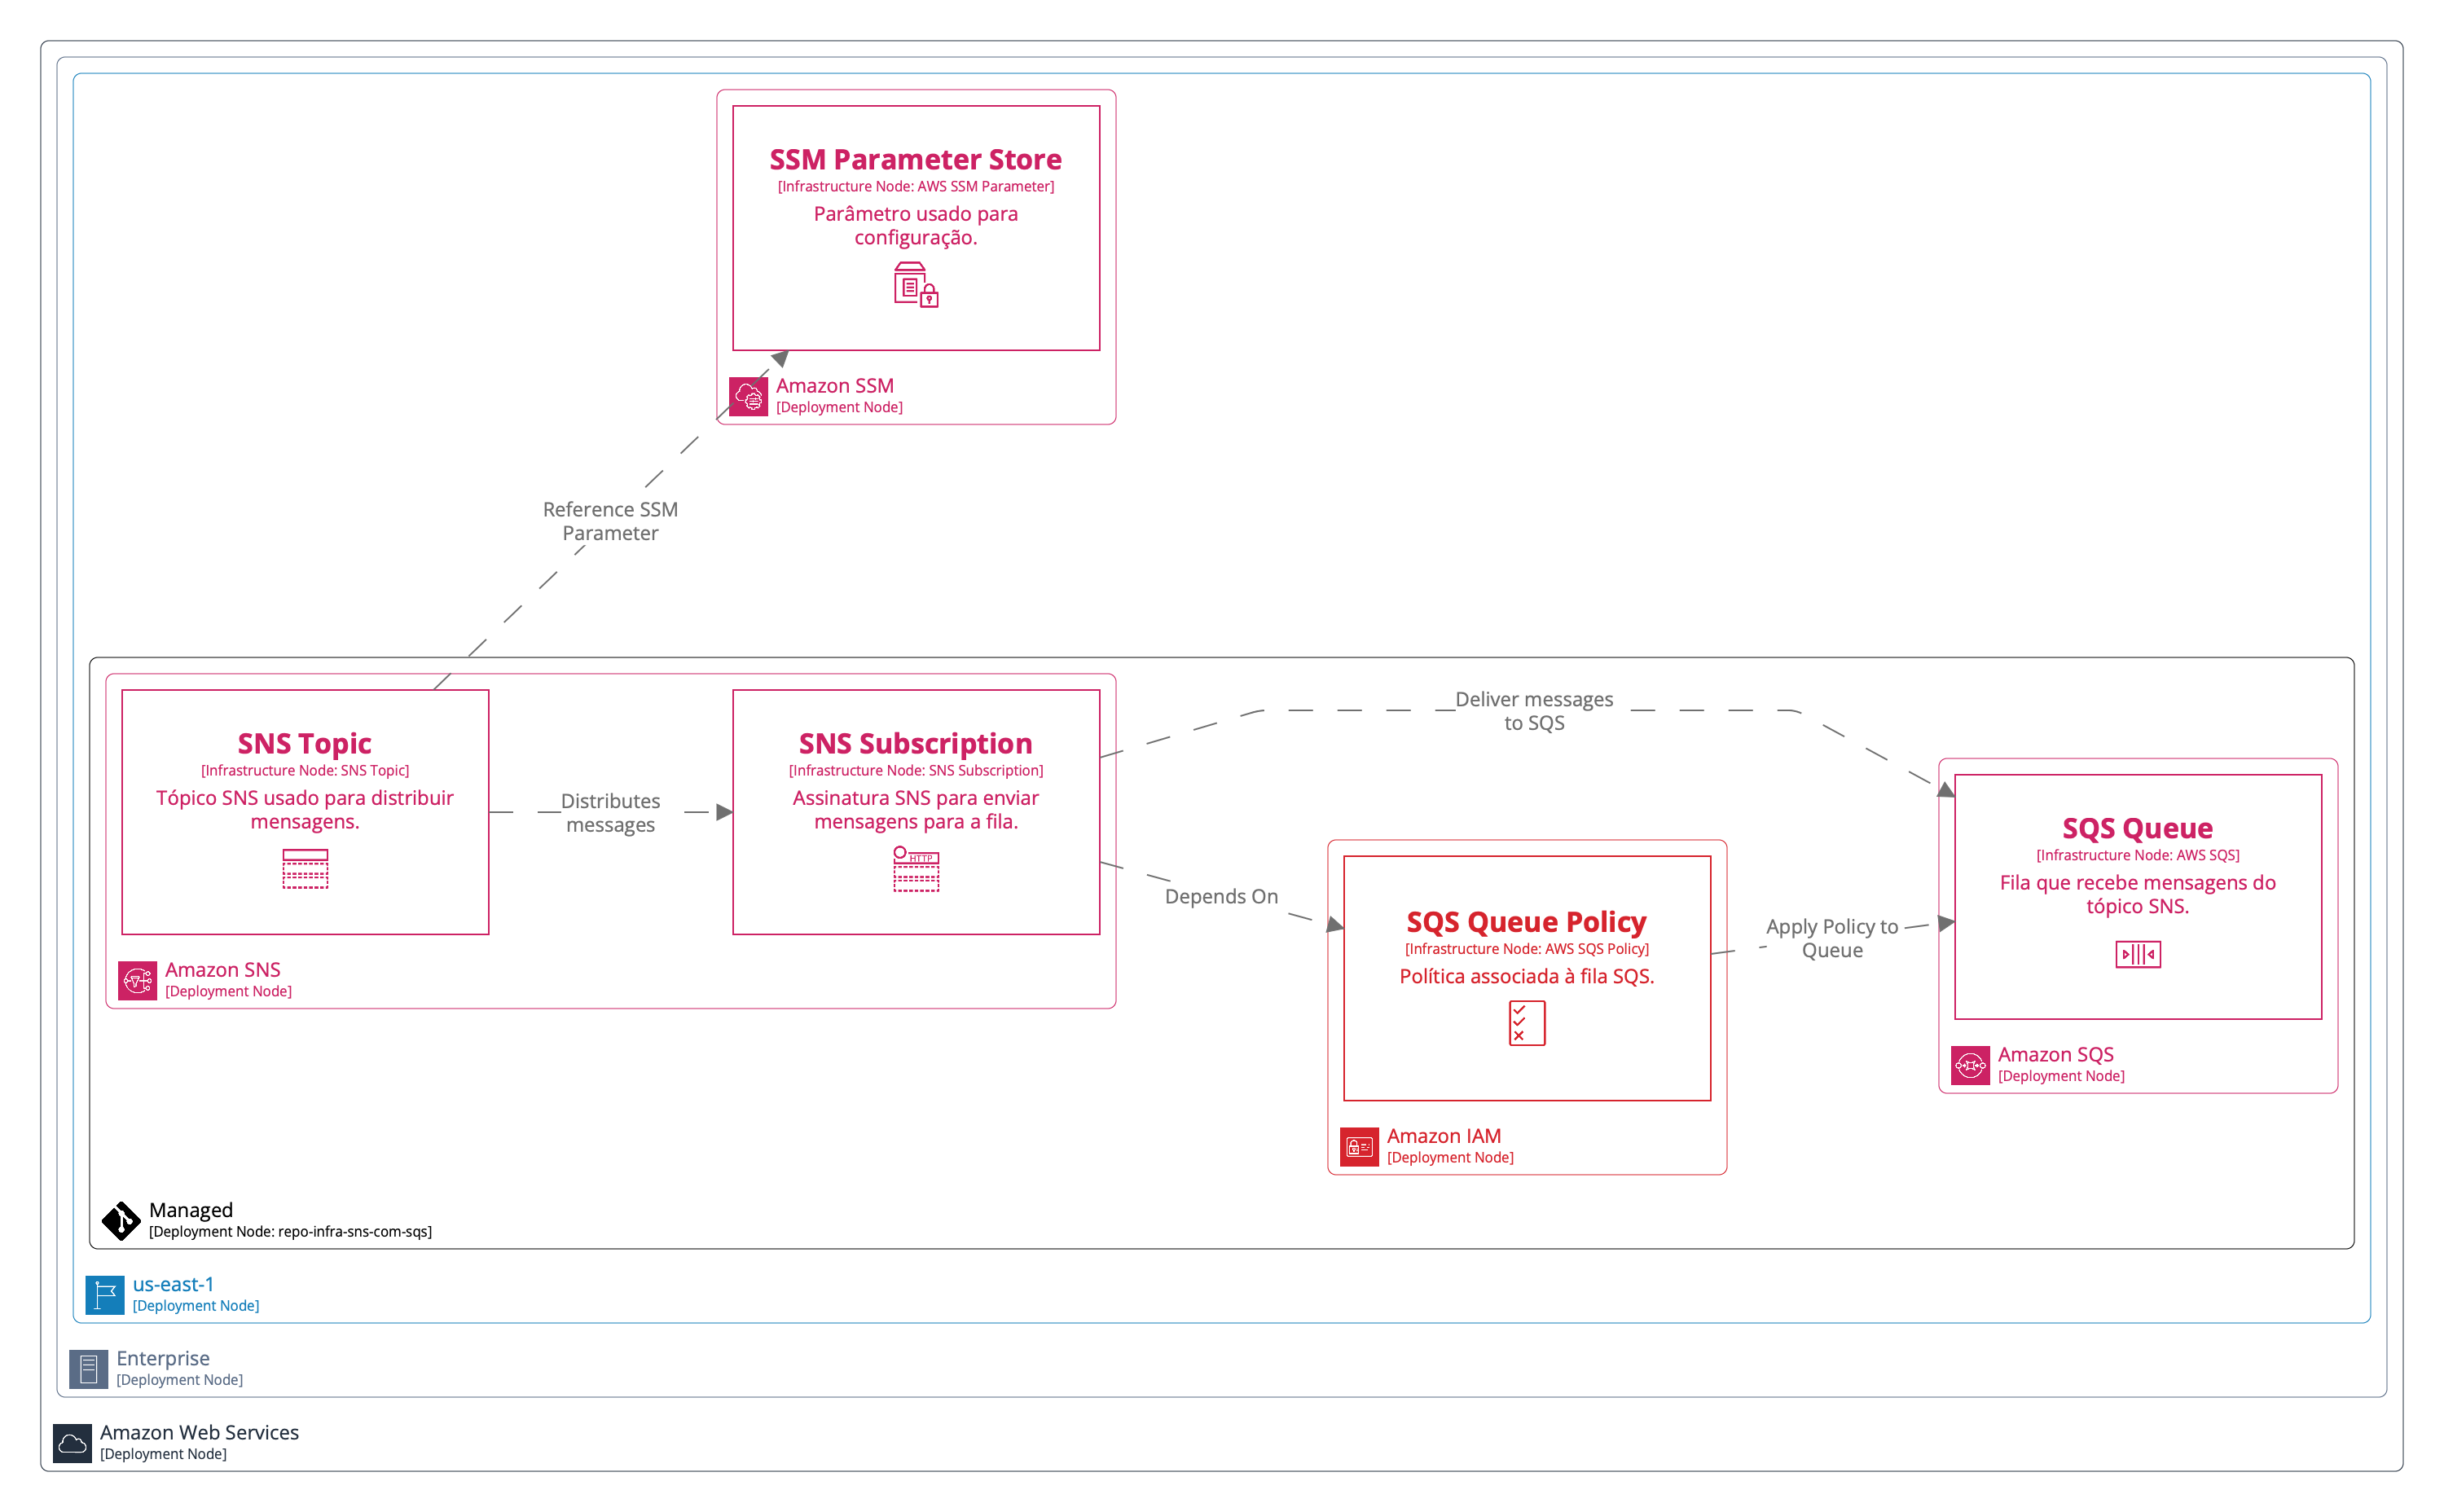 SSM Parameter Store
[Infrastructure Node: AWS SSM Parameter]
Parâmetro usado para
configuração.
Amazon SSM
[Deployment Node]
Reference SSM
Parameter
SNS Topic
[Infrastructure Node: SNS Topic]
Tópico SNS usado para distribuir
mensagens.
Distributes
messages
SNS Subscription
[Infrastructure Node: SNS Subscription]
Assinatura SNS para enviar
mensagens para a fila.
HTTP
Amazon SNS
[Deployment Node]
Deliver messages
to SQS
Depends On
SQS Queue Policy
[Infrastructure Node: AWS SQS Policy]
Política associada à fila SQS.
Amazon IAM
[Deployment Node]
Apply Policy to
Queue
SQS Queue
[Infrastructure Node: AWS SQS]
Fila que recebe mensagens do
tópico SNS.
Amazon SQS
[Deployment Node]
Managed
[Deployment Node: repo-infra-sns-com-sqs]
us-east-1
[Deployment Node]
Enterprise
[Deployment Node]
Amazon Web Services
[Deployment Node]